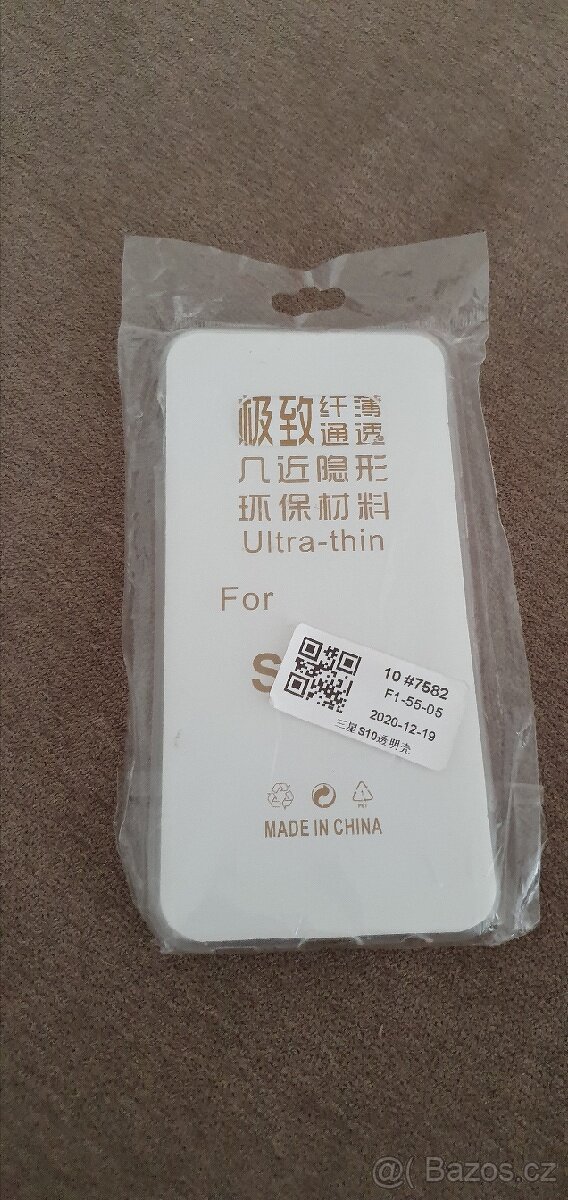 极致纤薄
通透
几近隐形
环保材料
Ultra-thin
For
S
10 #7582
F1-55-05
2020-12-19
三星S10透明壳
MADE IN CHINA
@( Bazos.cz